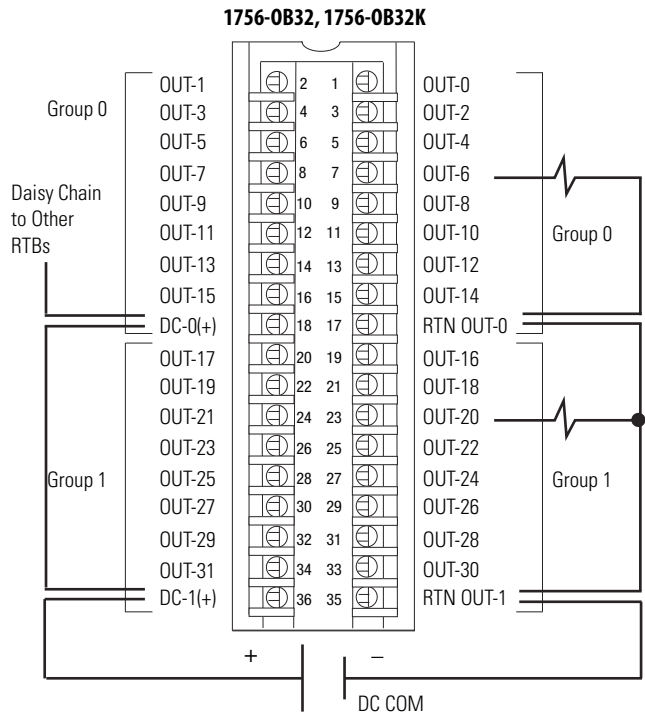 1756-OB32, 1756-OB32K
OUT-1 2 1 OUT-0
Group 0
OUT-3 4 3 OUT-2
OUT-5 6 5 OUT-4
OUT-7 8 7 OUT-6
Daisy Chain
to Other
RTBs
OUT-9 10 9 OUT-8
OUT-11 12 11 OUT-10
Group 0
OUT-13 14 13 OUT-12
OUT-15 16 15 OUT-14
DC-0(+) 18 17 RTN OUT-0
OUT-17 20 19 OUT-16
OUT-19 22 21 OUT-18
OUT-21 24 23 OUT-20
OUT-23 26 25 OUT-22
Group 1
OUT-25 28 27 OUT-24
Group 1
OUT-27 30 29 OUT-26
OUT-29 32 31 OUT-28
OUT-31 34 33 OUT-30
DC-1(+) 36 35 RTN OUT-1
+ –
DC COM